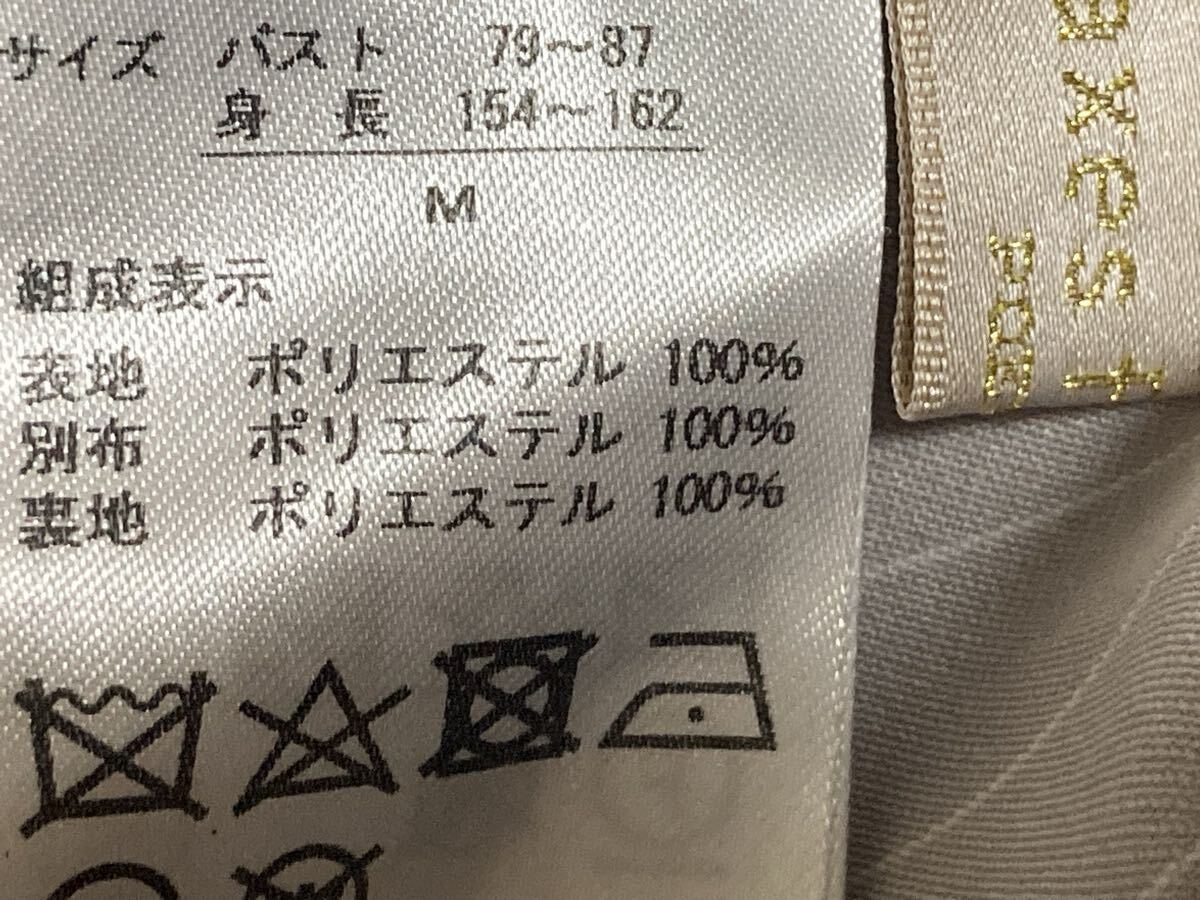 サイズ バスト 79～87
身 長 154～162
M
組成表示
表地 ポリエステル 100%
別布 ポリエステル 100%
裏地 ポリエステル 100%